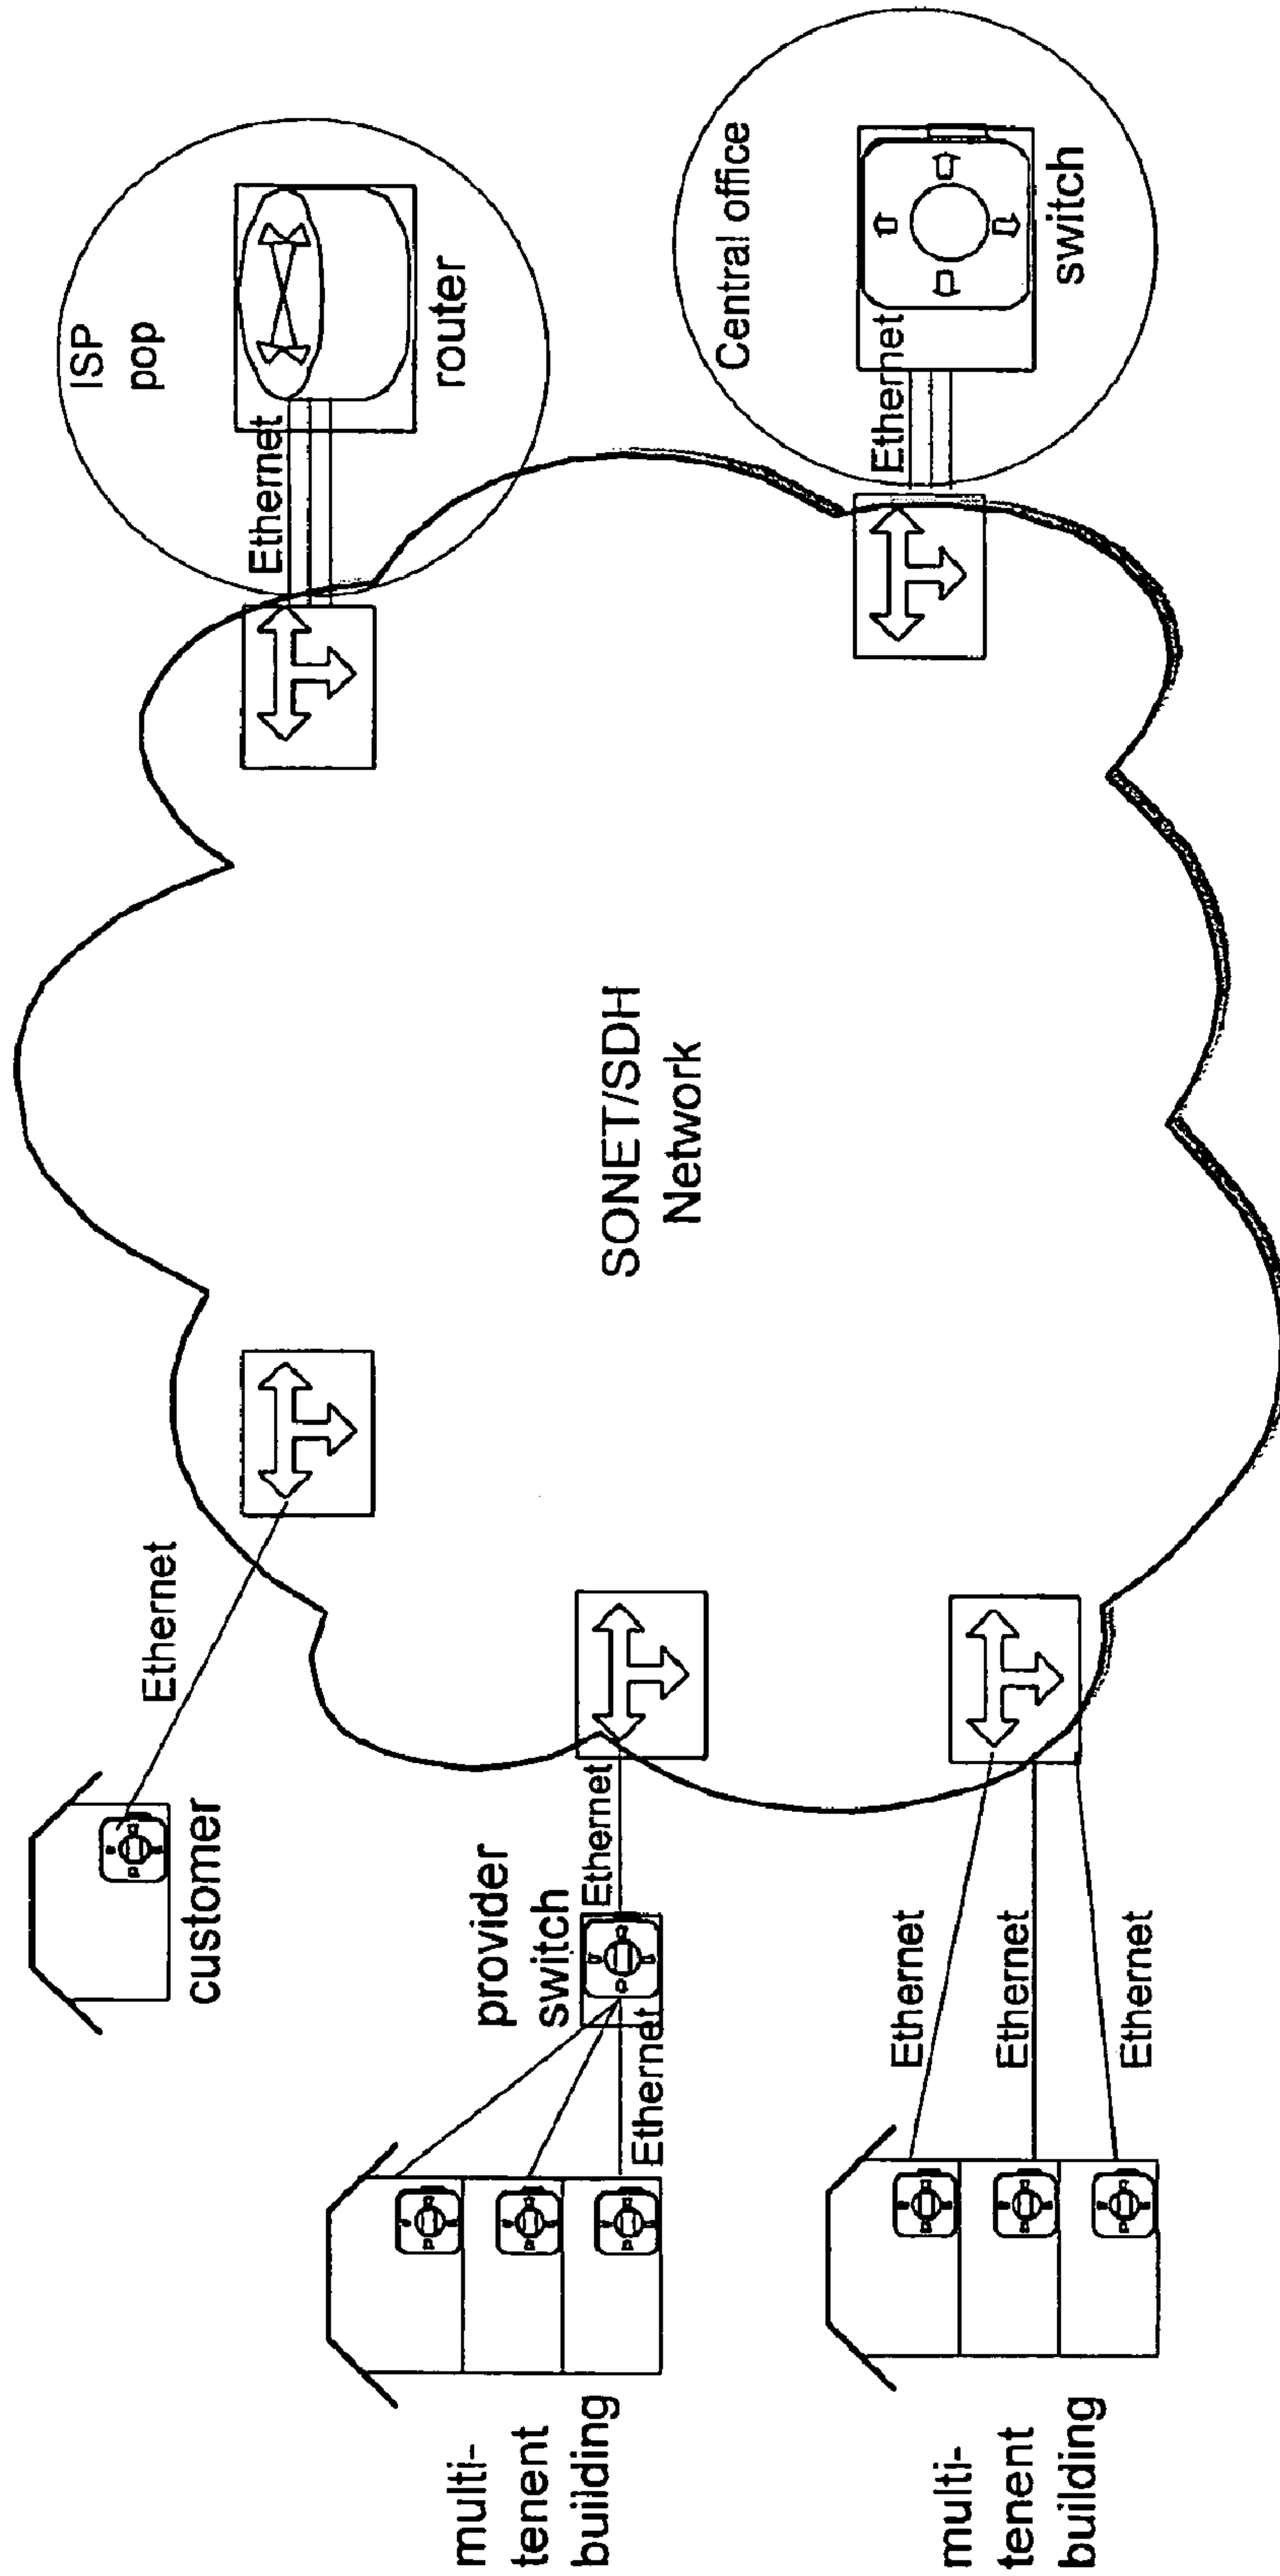 customer
Ethernet
ISP
pop
Ethernet
router
multi-
tenent
building
provider
switch
Ethernet
Ethernet
SONET/SDH
Network
Central office
Ethernet
switch
multi-
tenent
building
Ethernet
Ethernet
Ethernet